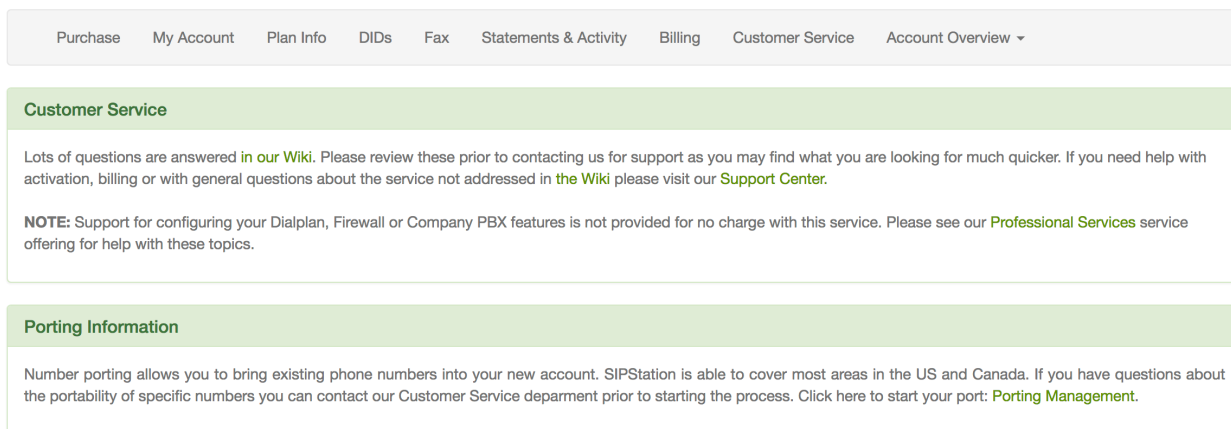 Purchase My Account Plan Info DIDs Fax Statements & Activity Billing Customer Service Account Overview
Customer Service
Lots of questions are answered in our Wiki. Please review these prior to contacting us for support as you may find what you are looking for much quicker. If you need help with
activation, billing or with general questions about the service not addressed in the Wiki please visit our Support Center.
NOTE: Support for configuring your Dialplan, Firewall or Company PBX features is not provided for no charge with this service. Please see our Professional Services service
offering for help with these topics.
Porting Information
Number porting allows you to bring existing phone numbers into your new account. SIPStation is able to cover most areas in the US and Canada. If you have questions about
the portability of specific numbers you can contact our Customer Service deparment prior to starting the process. Click here to start your port: Porting Management.